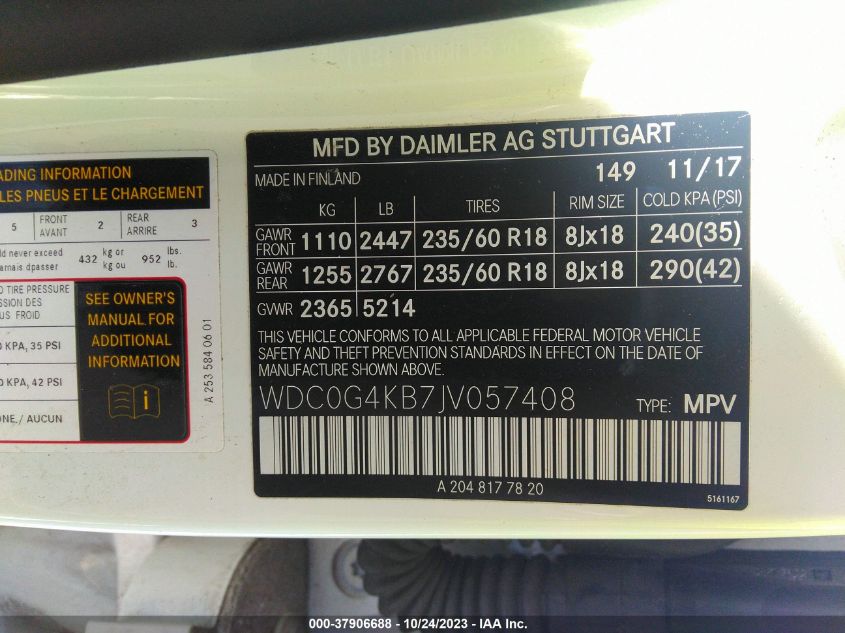 ADING INFORMATION
LES PNEUS ET LE CHARGEMENT
5 FRONT AVANT 2 REAR ARRIERE 3
ld never exceed
amais dpasser 432 kg or kg ou 952 lbs. lb.
D TIRE PRESSURE
SSION DES
US FROID
0 KPA, 35 PSI
0 KPA, 42 PSI
ONE./ AUCUN
SEE OWNER'S
MANUAL FOR
ADDITIONAL
INFORMATION
i
A 253 584 06 01
MFD BY DAIMLER AG STUTTGART
MADE IN FINLAND 149 11/17
KG LB TIRES RIM SIZE COLD KPA (PSI)
GAWR FRONT 1110 2447 235/60 R18 8Jx18 240(35)
GAWR REAR 1255 2767 235/60 R18 8Jx18 290(42)
GVWR 2365 5214
THIS VEHICLE CONFORMS TO ALL APPLICABLE FEDERAL MOTOR VEHICLE
SAFETY AND THEFT PREVENTION STANDARDS IN EFFECT ON THE DATE OF
MANUFACTURE SHOWN ABOVE.
WDC0G4KB7JV057408 TYPE: MPV
A 204 817 78 20
5161167
000-37906688 - 10/24/2023 - IAA Inc.